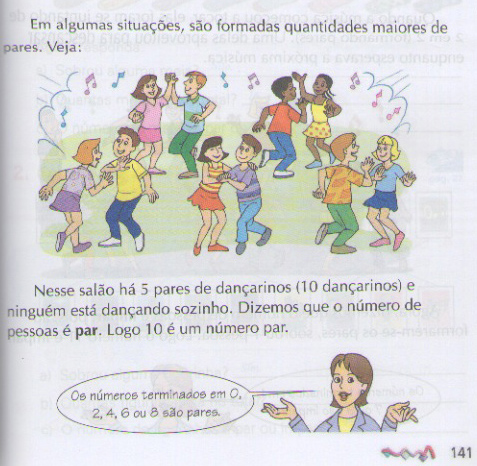 Em algumas situações, são formadas quantidades maiores de
pares. Veja:
Nesse salão há 5 pares de dançarinos (10 dançarinos) e
ninguém está dançando sozinho. Dizemos que o número de
pessoas é par. Logo 10 é um número par.
Os números terminados em 0,
2, 4, 6 ou 8 são pares.
141